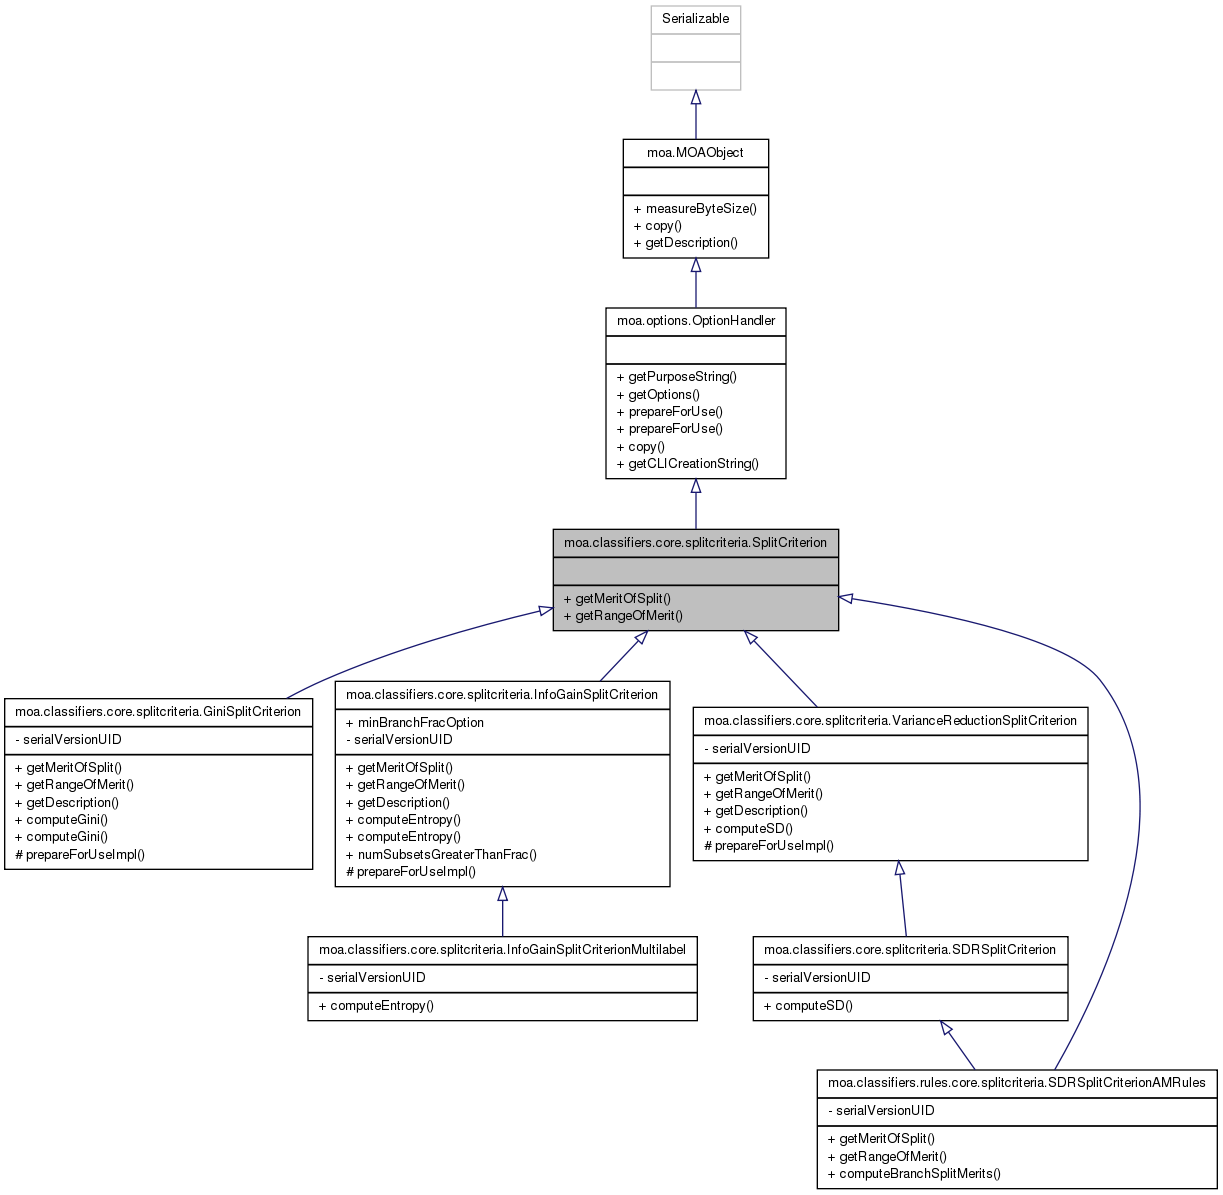 Serializable
moa.MOAObject
+ measureByteSize()
+ copy()
+ getDescription()
moa.options.OptionHandler
+ getPurposeString()
+ getOptions()
+ prepareForUse()
+ prepareForUse()
+ copy()
+ getCLICreationString()
moa.classifiers.core.splitcriteria.SplitCriterion
+ getMeritOfSplit()
+ getRangeOfMerit()
moa.classifiers.core.splitcriteria.GiniSplitCriterion
- serialVersionUID
+ getMeritOfSplit()
+ getRangeOfMerit()
+ getDescription()
+ computeGini()
+ computeGini()
# prepareForUseImpl()
moa.classifiers.core.splitcriteria.InfoGainSplitCriterion
+ minBranchFracOption
- serialVersionUID
+ getMeritOfSplit()
+ getRangeOfMerit()
+ getDescription()
+ computeEntropy()
+ computeEntropy()
+ numSubsetsGreaterThanFrac()
# prepareForUseImpl()
moa.classifiers.core.splitcriteria.VarianceReductionSplitCriterion
- serialVersionUID
+ getMeritOfSplit()
+ getRangeOfMerit()
+ getDescription()
+ computeSD()
# prepareForUseImpl()
moa.classifiers.core.splitcriteria.InfoGainSplitCriterionMultilabel
- serialVersionUID
+ computeEntropy()
moa.classifiers.core.splitcriteria.SDRSplitCriterion
- serialVersionUID
+ computeSD()
moa.classifiers.rules.core.splitcriteria.SDRSplitCriterionAMRules
- serialVersionUID
+ getMeritOfSplit()
+ getRangeOfMerit()
+ computeBranchSplitMerits()